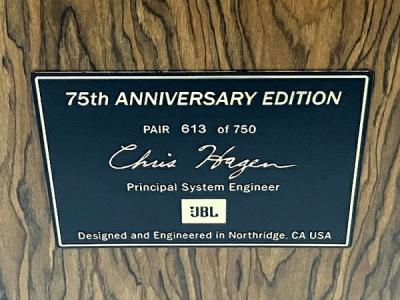 75th ANNIVERSARY EDITION
PAIR 613 of 750
Chris Hagen
Principal System Engineer
JBL
Designed and Engineered in Northridge, CA USA